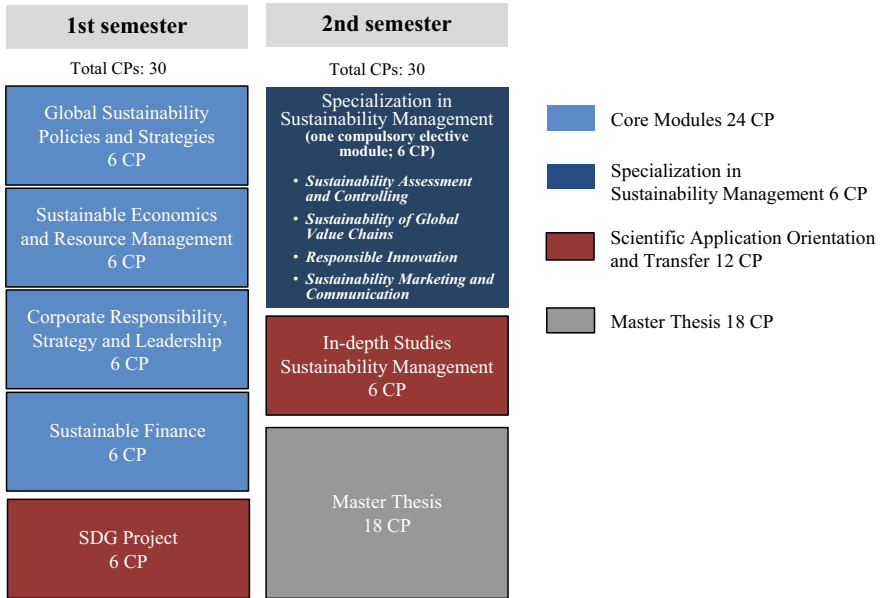 1st semester
Total CPs: 30
Global Sustainability
Policies and Strategies
6 CP
Sustainable Economics
and Resource Management
6 CP
Corporate Responsibility,
Strategy and Leadership
6 CP
Sustainable Finance
6 CP
SDG Project
6 CP
2nd semester
Total CPs: 30
Specialization in
Sustainability Management
(one compulsory elective
module; 6 CP)
• Sustainability Assessment
and Controlling
• Sustainability of Global
Value Chains
• Responsible Innovation
• Sustainability Marketing and
Communication
In-depth Studies
Sustainability Management
6 CP
Master Thesis
18 CP
Core Modules 24 CP
Specialization in
Sustainability Management 6 CP
Scientific Application Orientation
and Transfer 12 CP
Master Thesis 18 CP